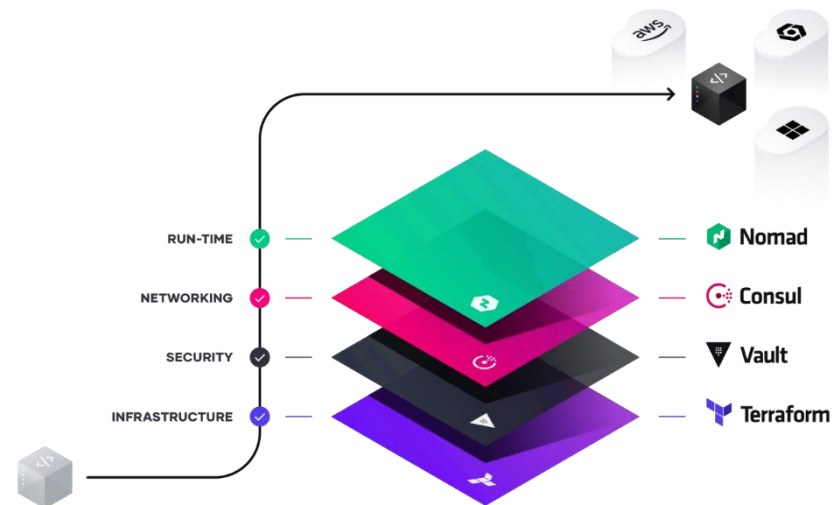 aws
</>
RUN-TIME
Nomad
NETWORKING
Consul
SECURITY
Vault
INFRASTRUCTURE
Terraform
</>